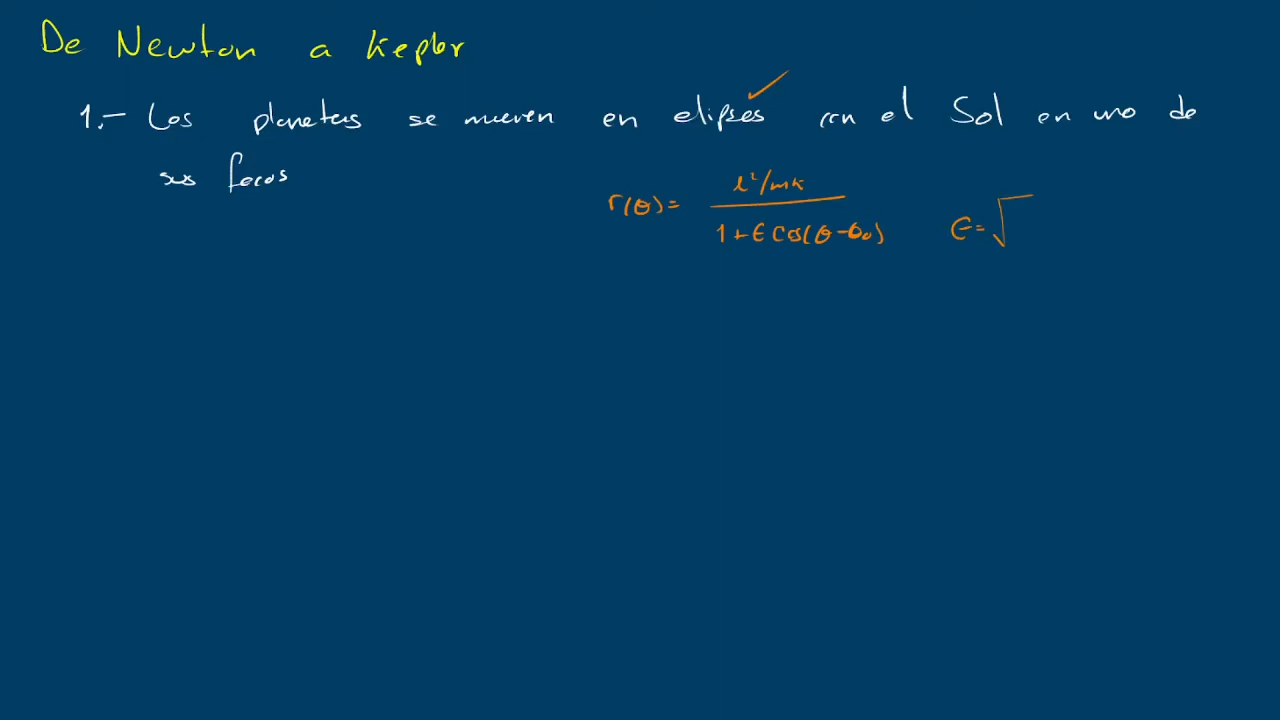 De Newton a Kepler
1.- Los planetas se mueven en elipses con el Sol en uno de
sus focos
r(θ) = l²/mk / 1+ε cos(θ-θ₀) ε=√